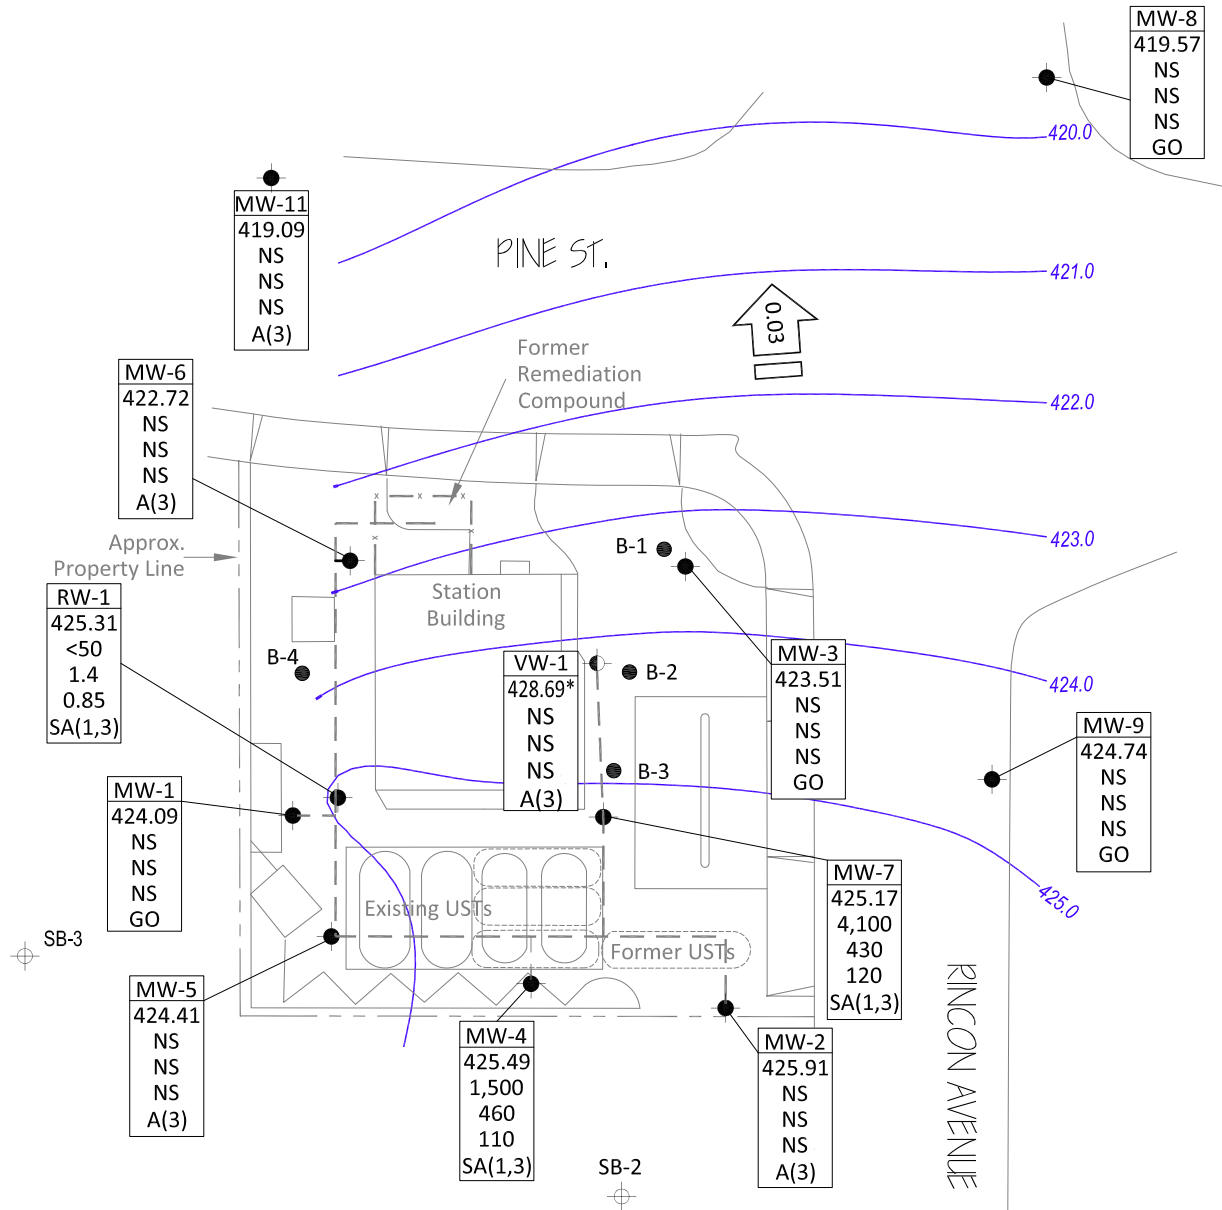 MW-8
419.57
NS
NS
NS
GO
420.0
MW-11
419.09
NS
NS
NS
A(3)
PINE ST.
421.0
0.03
Former
Remediation
Compound
MW-6
422.72
NS
NS
NS
A(3)
422.0
Approx.
Property Line
B-1
423.0
Station
Building
RW-1
425.31
<50
1.4
0.85
SA(1,3)
B-4
VW-1
428.69*
NS
NS
NS
A(3)
B-2
MW-3
423.51
NS
NS
NS
GO
424.0
MW-9
424.74
NS
NS
NS
GO
B-3
MW-1
424.09
NS
NS
NS
GO
MW-7
425.17
4,100
430
120
SA(1,3)
425.0
Existing USTs
Former USTs
SB-3
MW-5
424.41
NS
NS
NS
A(3)
MW-4
425.49
1,500
460
110
SA(1,3)
MW-2
425.91
NS
NS
NS
A(3)
RINCON AVENUE
SB-2